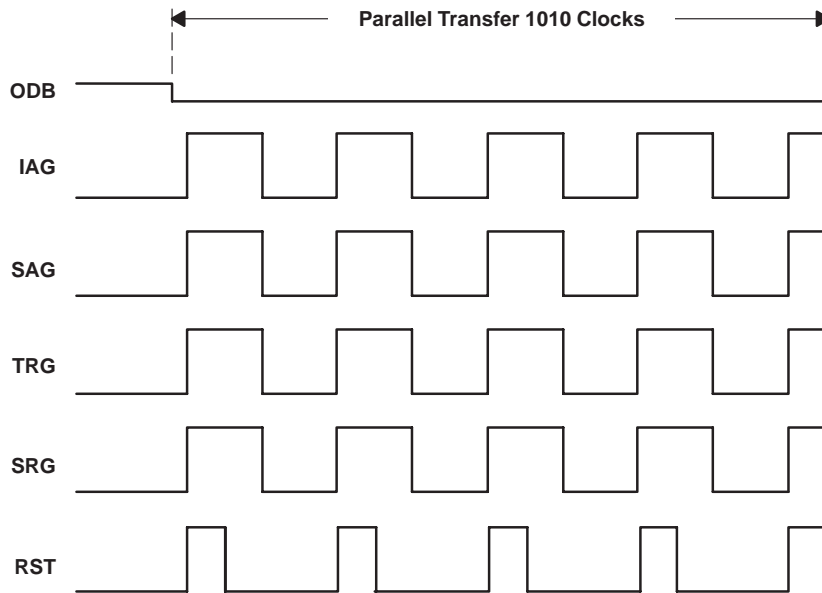 Parallel Transfer 1010 Clocks
ODB
IAG
SAG
TRG
SRG
RST